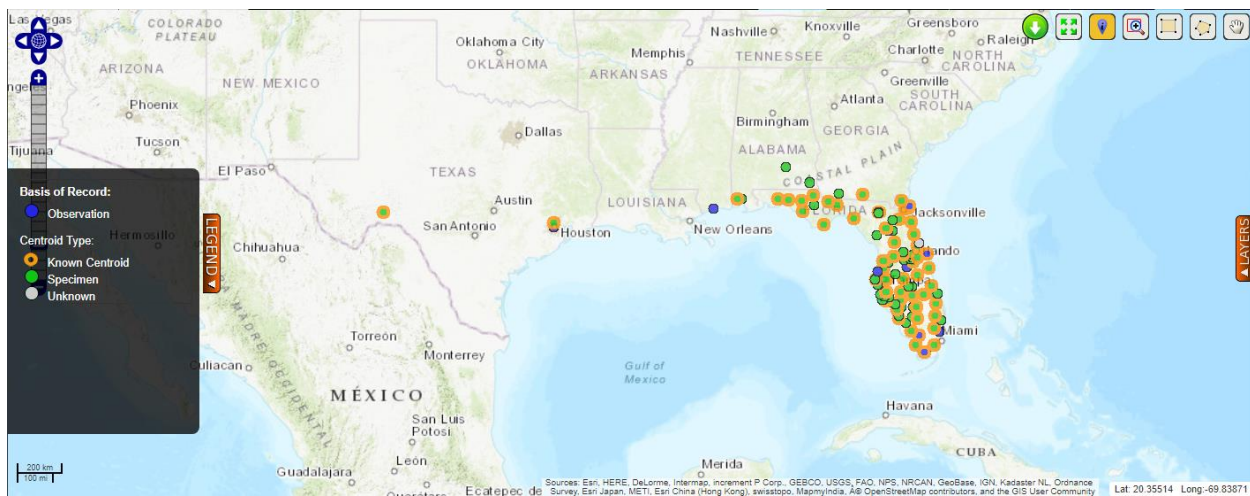 Las Vegas
COLORADO
PLATEAU
Nashville
Knoxville
Greensboro
Raleigh
Oklahoma City
OKLAHOMA
Memphis
TENNESSEE
Charlotte
NORTH
CAROLINA
ARIZONA
NEW MEXICO
ARKANSAS
Greenville
SOUTH
CAROLINA
Phoenix
Atlanta
Birmingham
GEORGIA
Dallas
Tucson
Tijuana
ALABAMA
COASTAL PLAIN
El Paso
TEXAS
LOUISIANA
FLORIDA
Austin
Jacksonville
San Antonio
Houston
New Orleans
Basis of Record:
Observation
Centroid Type:
Known Centroid
Specimen
Unknown
Hermosillo
LEGEND
LAYERS
Chihuahua
SIERRA MADRE OCCIDENTAL
Torreón
Monterrey
Culiacan
Miami
Gulf of
Mexico
MÉXICO
San Luis
Potosí
Havana
CUBA
León
Guadalajara
Mérida
Ecatepec de
200 km
100 mi
Sources: Esri, HERE, DeLorme, Intermap, increment P Corp., GEBCO, USGS, FAO, NPS, NRCAN, GeoBase, IGN, Kadaster NL, Ordnance
Survey, Esri Japan, METI, Esri China (Hong Kong), swisstopo, MapmyIndia, Â© OpenStreetMap contributors, and the GIS User Community
Lat: 20.35514 Long:-69.83871